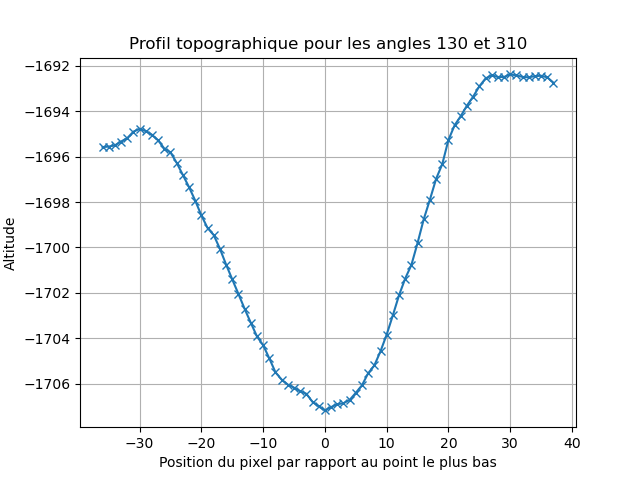 Profil topographique pour les angles 130 et 310
Altitude
−1692
−1694
−1696
−1698
−1700
−1702
−1704
−1706
−30 −20 −10 0 10 20 30 40
Position du pixel par rapport au point le plus bas